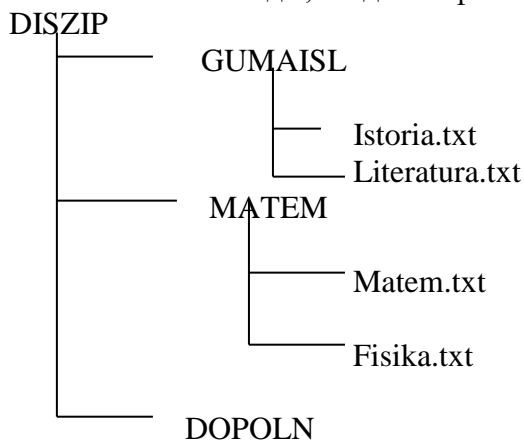 DISZIP
GUMAISL
Istoria.txt
Literatura.txt
MATEM
Matem.txt
Fisika.txt
DOPOLN